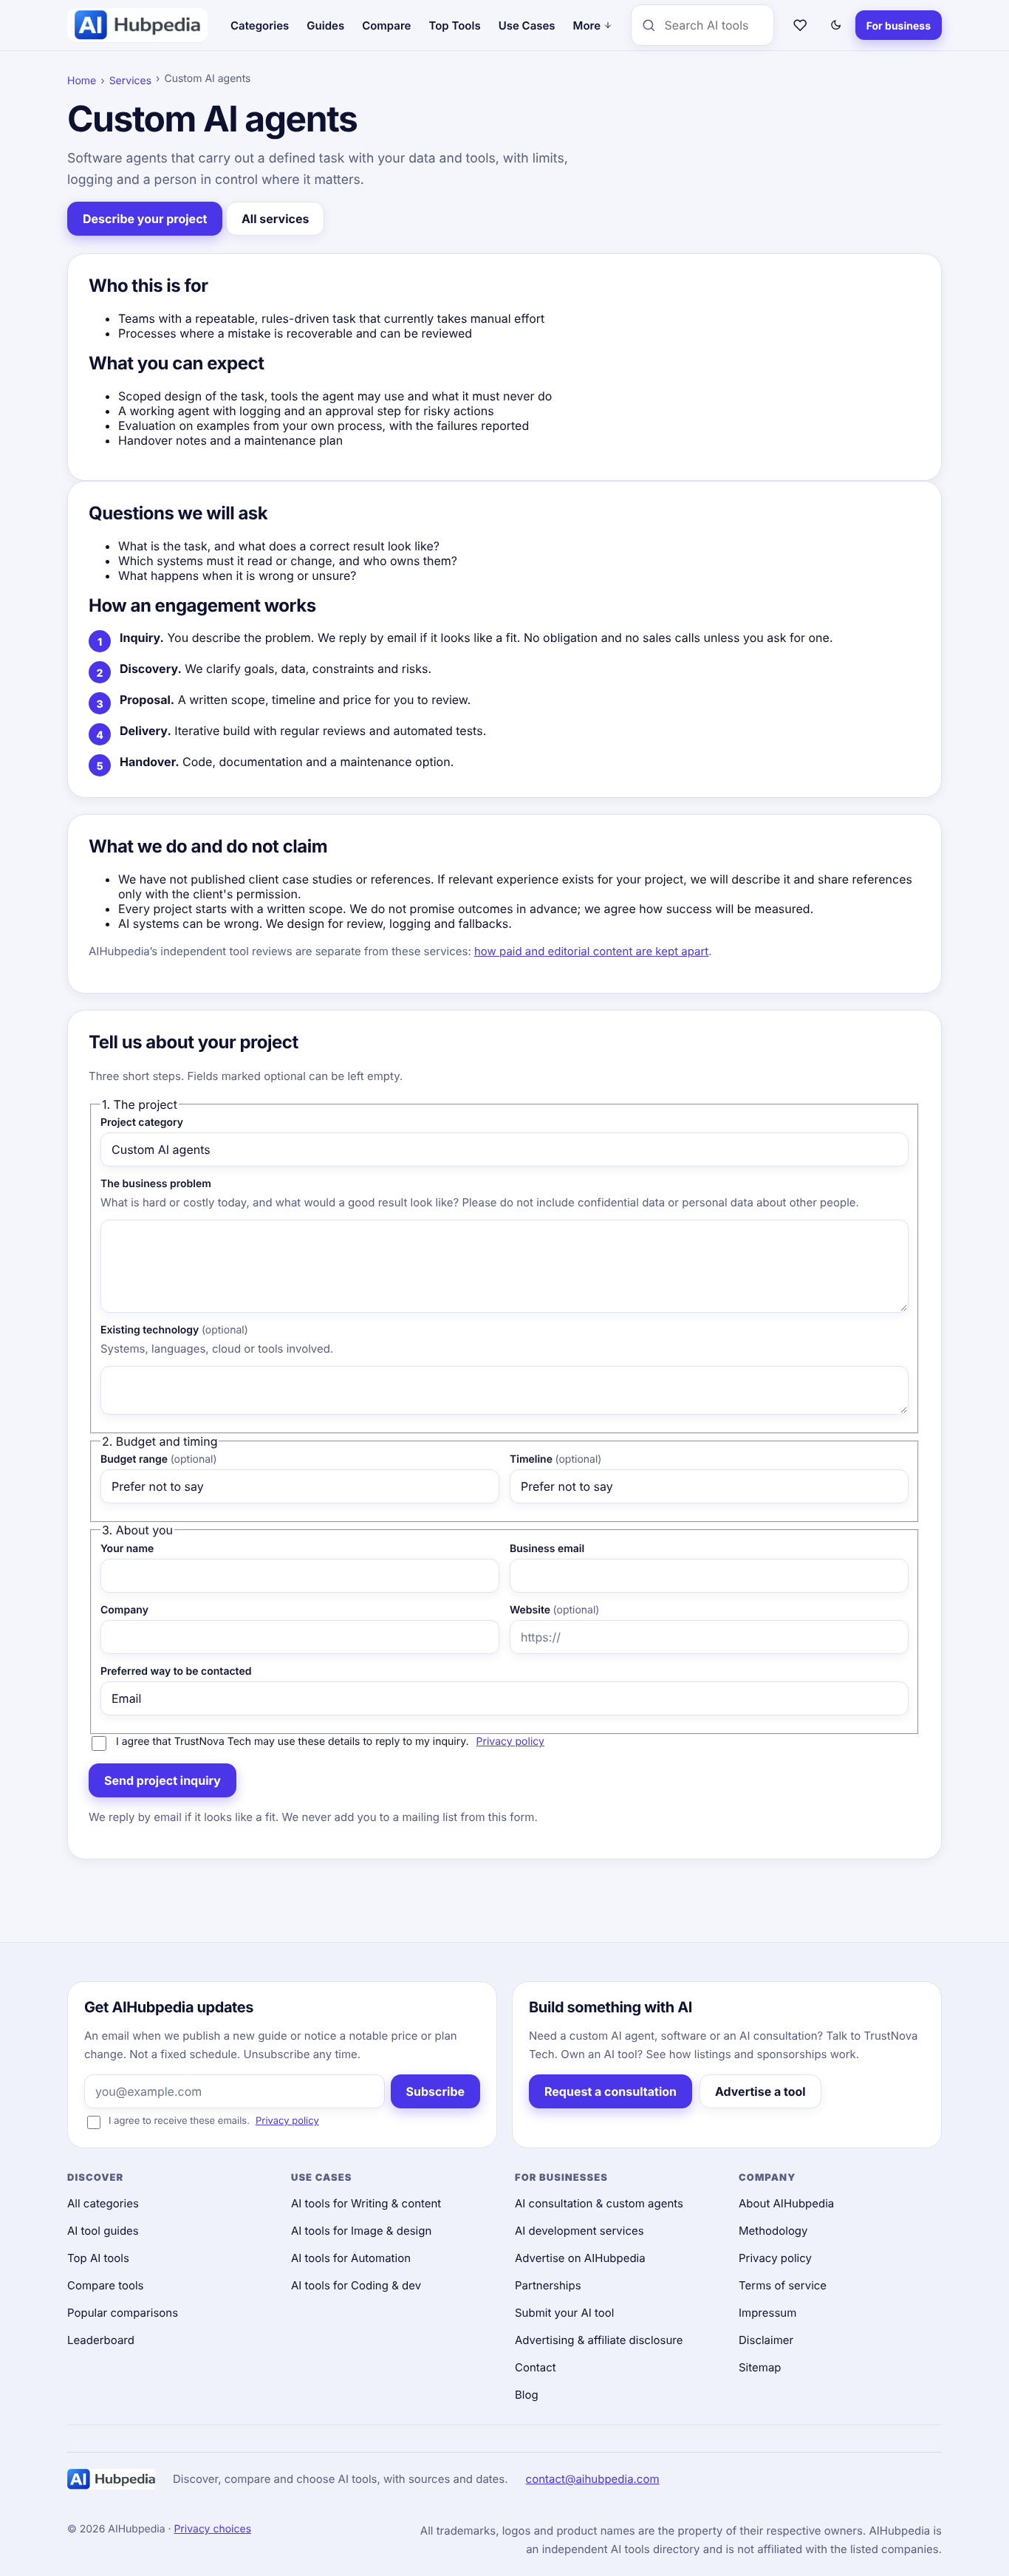 AI Hubpedia
Categories Guides Compare Top Tools Use Cases More ↓ Search AI tools For business
Home › Services › Custom AI agents
Custom AI agents
Software agents that carry out a defined task with your data and tools, with limits,
logging and a person in control where it matters.
Describe your project All services
Who this is for
• Teams with a repeatable, rules-driven task that currently takes manual effort
• Processes where a mistake is recoverable and can be reviewed
What you can expect
• Scoped design of the task, tools the agent may use and what it must never do
• A working agent with logging and an approval step for risky actions
• Evaluation on examples from your own process, with the failures reported
• Handover notes and a maintenance plan
Questions we will ask
• What is the task, and what does a correct result look like?
• Which systems must it read or change, and who owns them?
• What happens when it is wrong or unsure?
How an engagement works
1 Inquiry. You describe the problem. We reply by email if it looks like a fit. No obligation and no sales calls unless you ask for one.
2 Discovery. We clarify goals, data, constraints and risks.
3 Proposal. A written scope, timeline and price for you to review.
4 Delivery. Iterative build with regular reviews and automated tests.
5 Handover. Code, documentation and a maintenance option.
What we do and do not claim
• We have not published client case studies or references. If relevant experience exists for your project, we will describe it and share references
only with the client's permission.
• Every project starts with a written scope. We do not promise outcomes in advance; we agree how success will be measured.
• AI systems can be wrong. We design for review, logging and fallbacks.
AIHubpedia’s independent tool reviews are separate from these services: how paid and editorial content are kept apart.
Tell us about your project
Three short steps. Fields marked optional can be left empty.
1. The project
Project category
Custom AI agents
The business problem
What is hard or costly today, and what would a good result look like? Please do not include confidential data or personal data about other people.
Existing technology (optional)
Systems, languages, cloud or tools involved.
2. Budget and timing
Budget range (optional) Timeline (optional)
Prefer not to say Prefer not to say
3. About you
Your name Business email
Company Website (optional)
https://
Preferred way to be contacted
Email
I agree that TrustNova Tech may use these details to reply to my inquiry. Privacy policy
Send project inquiry
We reply by email if it looks like a fit. We never add you to a mailing list from this form.
Get AIHubpedia updates
An email when we publish a new guide or notice a notable price or plan
change. Not a fixed schedule. Unsubscribe any time.
you@example.com Subscribe
I agree to receive these emails. Privacy policy
Build something with AI
Need a custom AI agent, software or an AI consultation? Talk to TrustNova
Tech. Own an AI tool? See how listings and sponsorships work.
Request a consultation Advertise a tool
DISCOVER
All categories
AI tool guides
Top AI tools
Compare tools
Popular comparisons
Leaderboard
USE CASES
AI tools for Writing & content
AI tools for Image & design
AI tools for Automation
AI tools for Coding & dev
FOR BUSINESSES
AI consultation & custom agents
AI development services
Advertise on AIHubpedia
Partnerships
Submit your AI tool
Advertising & affiliate disclosure
Contact
Blog
COMPANY
About AIHubpedia
Methodology
Privacy policy
Terms of service
Impressum
Disclaimer
Sitemap
AI Hubpedia Discover, compare and choose AI tools, with sources and dates. contact@aihubpedia.com
© 2026 AIHubpedia · Privacy choices
All trademarks, logos and product names are the property of their respective owners. AIHubpedia is
an independent AI tools directory and is not affiliated with the listed companies.